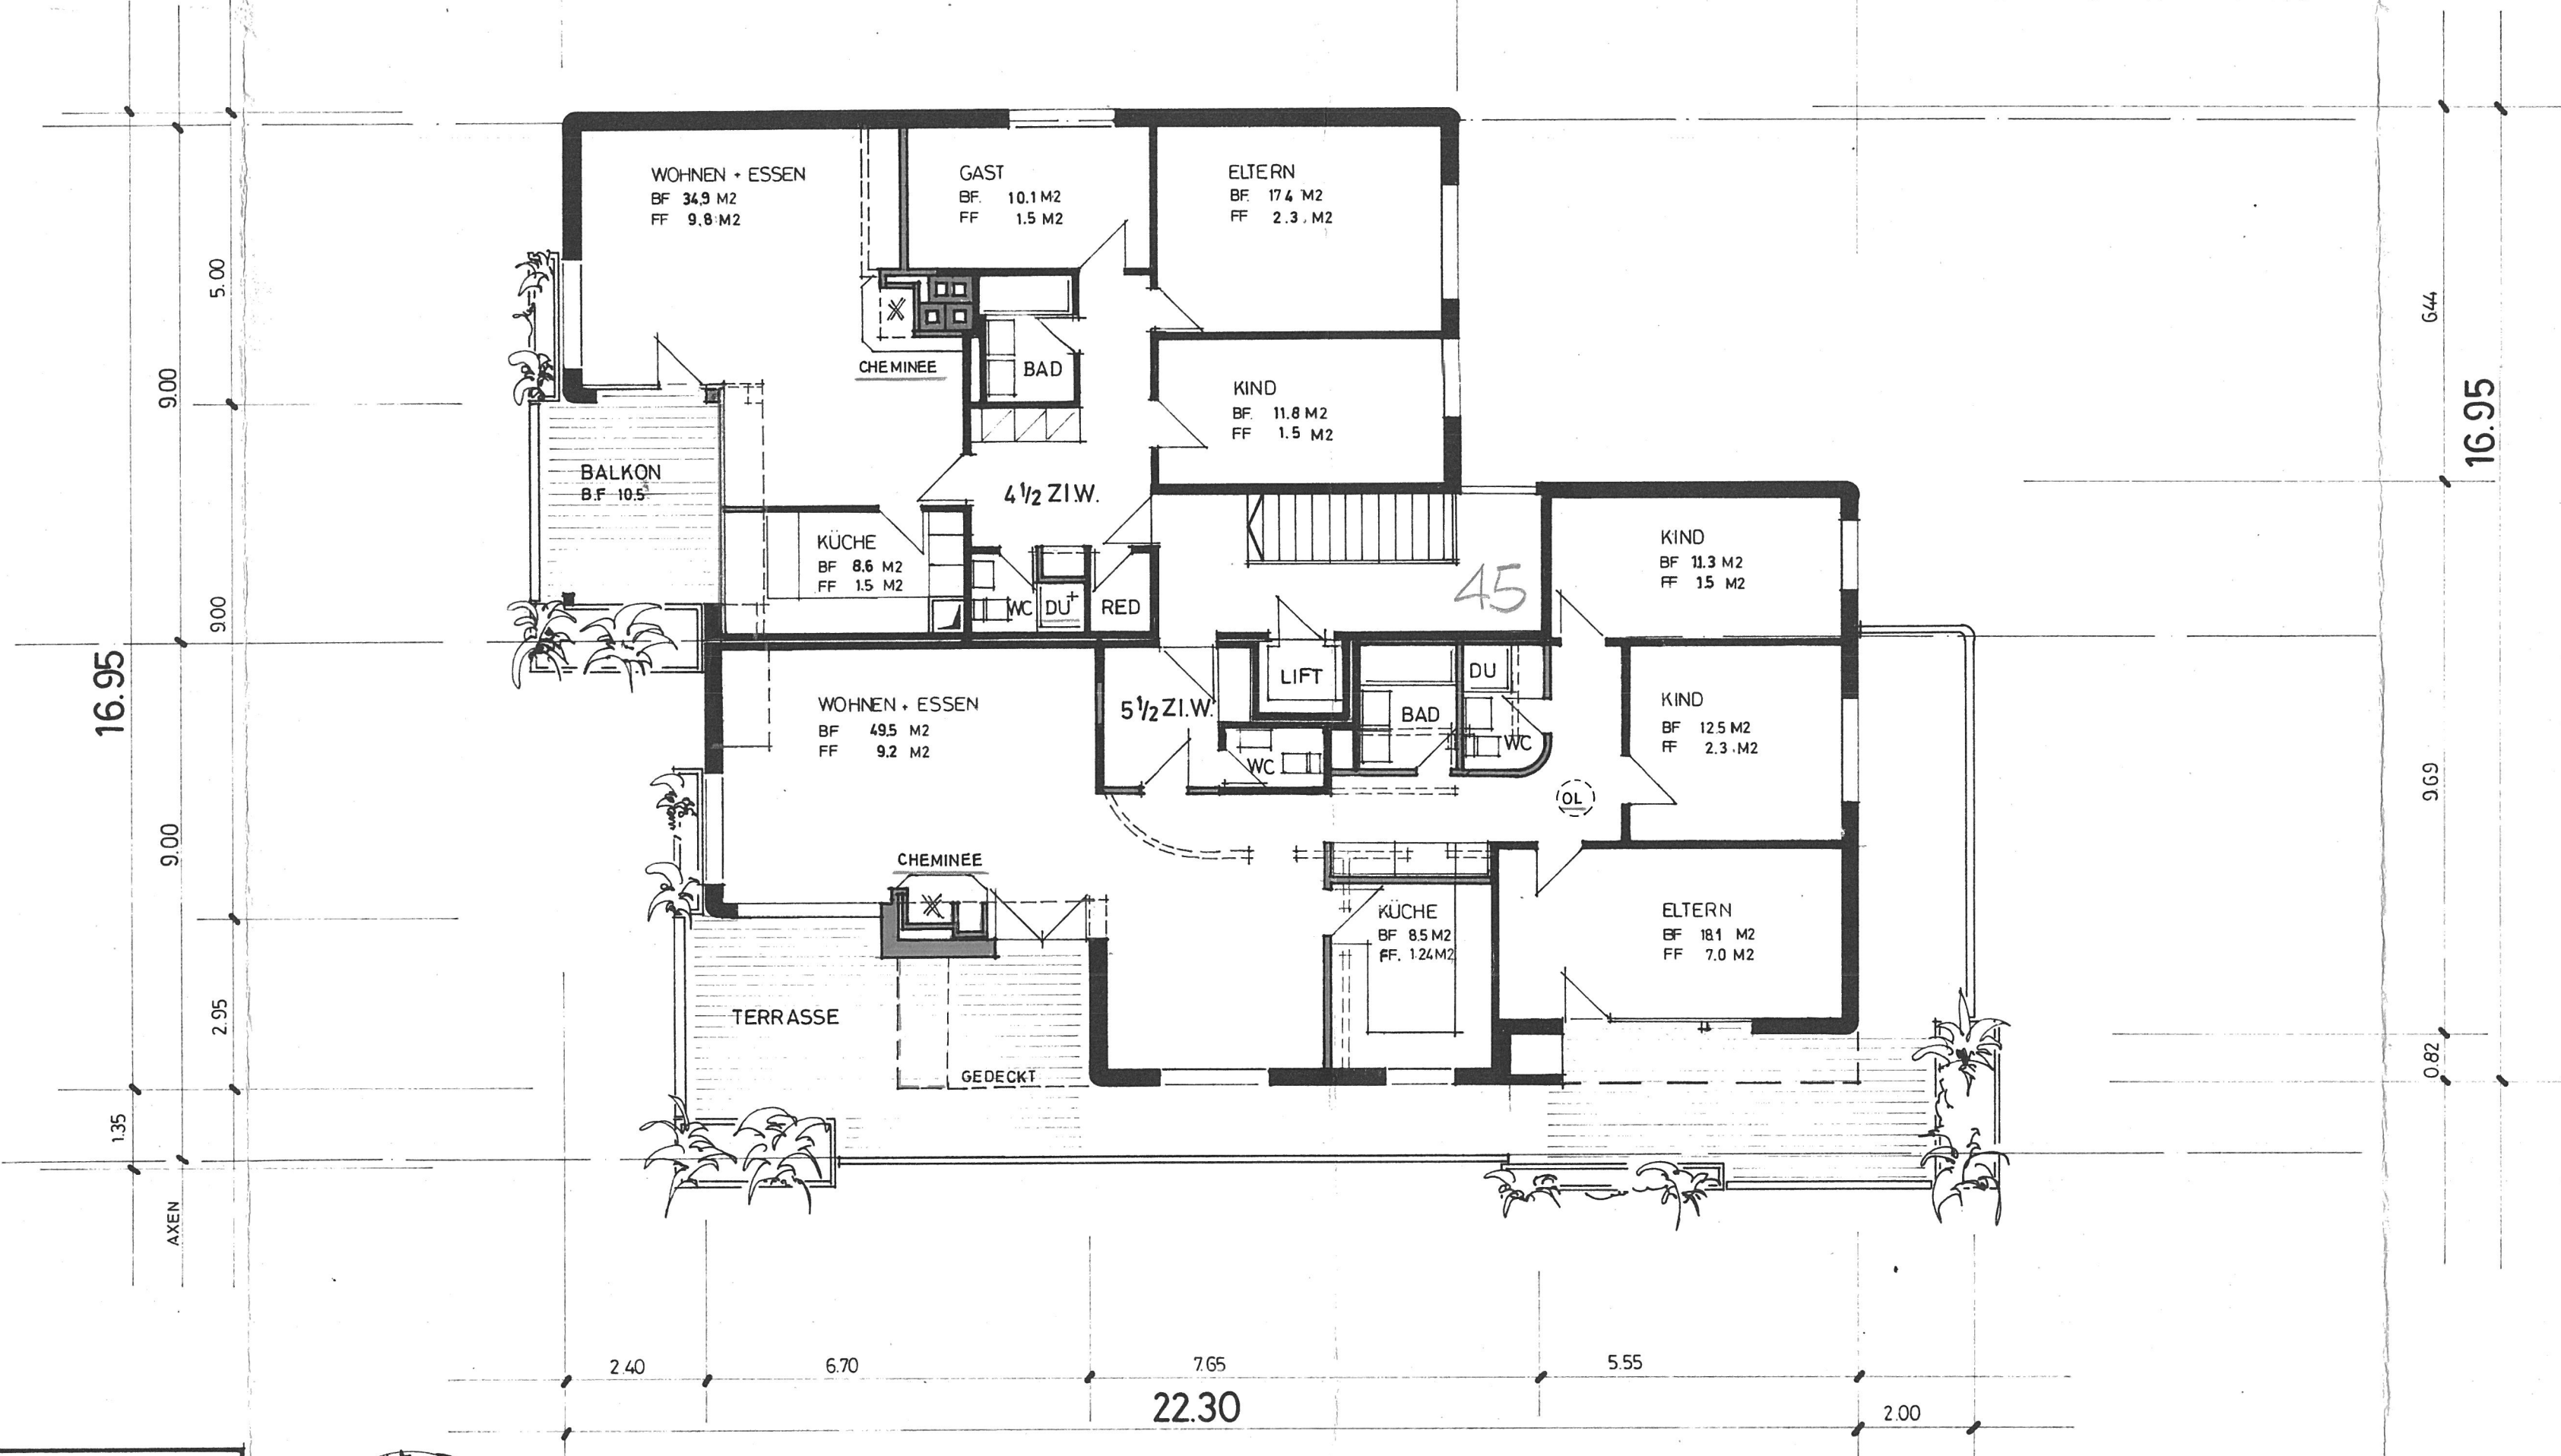 WOHNEN + ESSEN
BF 34,9 M2
FF 9,8 M2
GAST
BF. 10.1 M2
FF 1.5 M2
ELTERN
BF. 17.4 M2
FF 2.3 M2
CHEMINEE
BAD
KIND
BF. 11.8 M2
FF 1.5 M2
BALKON
B.F 10.5
4 1/2 ZI.W.
KÜCHE
BF 8.6 M2
FF 1.5 M2
WC
DU+
RED
45
KIND
BF 11.3 M2
FF 1.5 M2
WOHNEN + ESSEN
BF 49.5 M2
FF 9.2 M2
5 1/2 ZI.W.
LIFT
WC
BAD
DU
WC
KIND
BF 12.5 M2
FF 2.3 M2
OL
CHEMINEE
KÜCHE
BF 8.5 M2
FF. 1.24 M2
ELTERN
BF 18.1 M2
FF 7.0 M2
TERRASSE
GEDECKT
16.95
1.35
9.00
9.00
AXEN
5.00
9.00
2.95
6.44
9.69
0.82
16.95
2.40
6.70
7.65
5.55
22.30
2.00